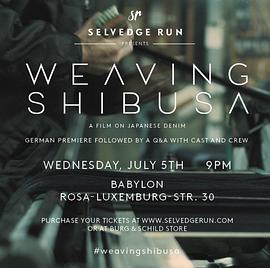 sr
SELVEDGE RUN
PRESENTS
WEAVING
SHIBUSA
A FILM ON JAPANESE DENIM
GERMAN PREMIERE FOLLOWED BY A Q&A WITH CAST AND CREW
WEDNESDAY, JULY 5TH 9PM
BABYLON
ROSA-LUXEMBURG-STR. 30
PURCHASE YOUR TICKETS AT WWW.SELVEDGERUN.COM
OR AT BURG & SCHILD STORE
#weavingshibusa